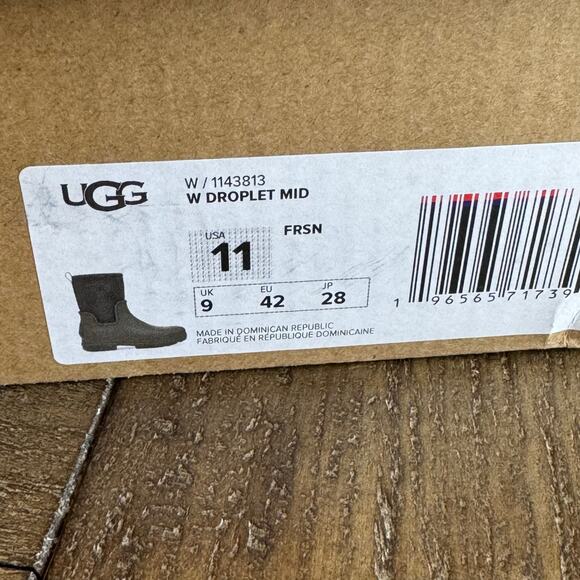 UGG
W / 1143813
W DROPLET MID
USA
11
FRSN
UK EU JP
9 42 28
MADE IN DOMINICAN REPUBLIC
FABRIQUÉ EN RÉPUBLIQUE DOMINICAINE
1 96565 71739